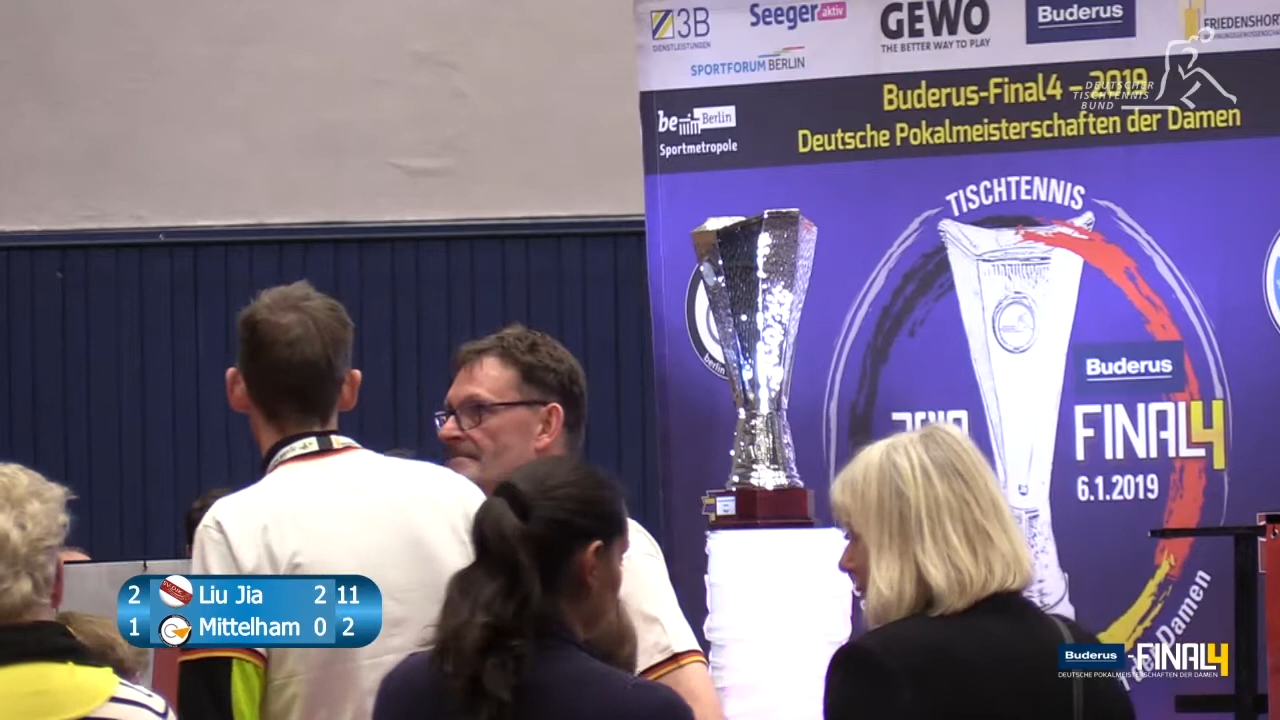 3B
DIENSTLEISTUNGEN
Seeger aktiv
GEWO
THE BETTER WAY TO PLAY
Buderus
SPORTFORUM BERLIN
Buderus-Final4 – 2019
Deutsche Pokalmeisterschaften der Damen
DEUTSCHER
TISCHTENNIS
BUND
be Berlin
Sportmetropole
TISCHTENNIS
berlin
Buderus
FINAL4
6.1.2019
Damen
2 Liu Jia 2 11
1 Mittelham 0 2
Buderus-FINAL4
DEUTSCHE POKALMEISTERSCHAFTEN DER DAMEN